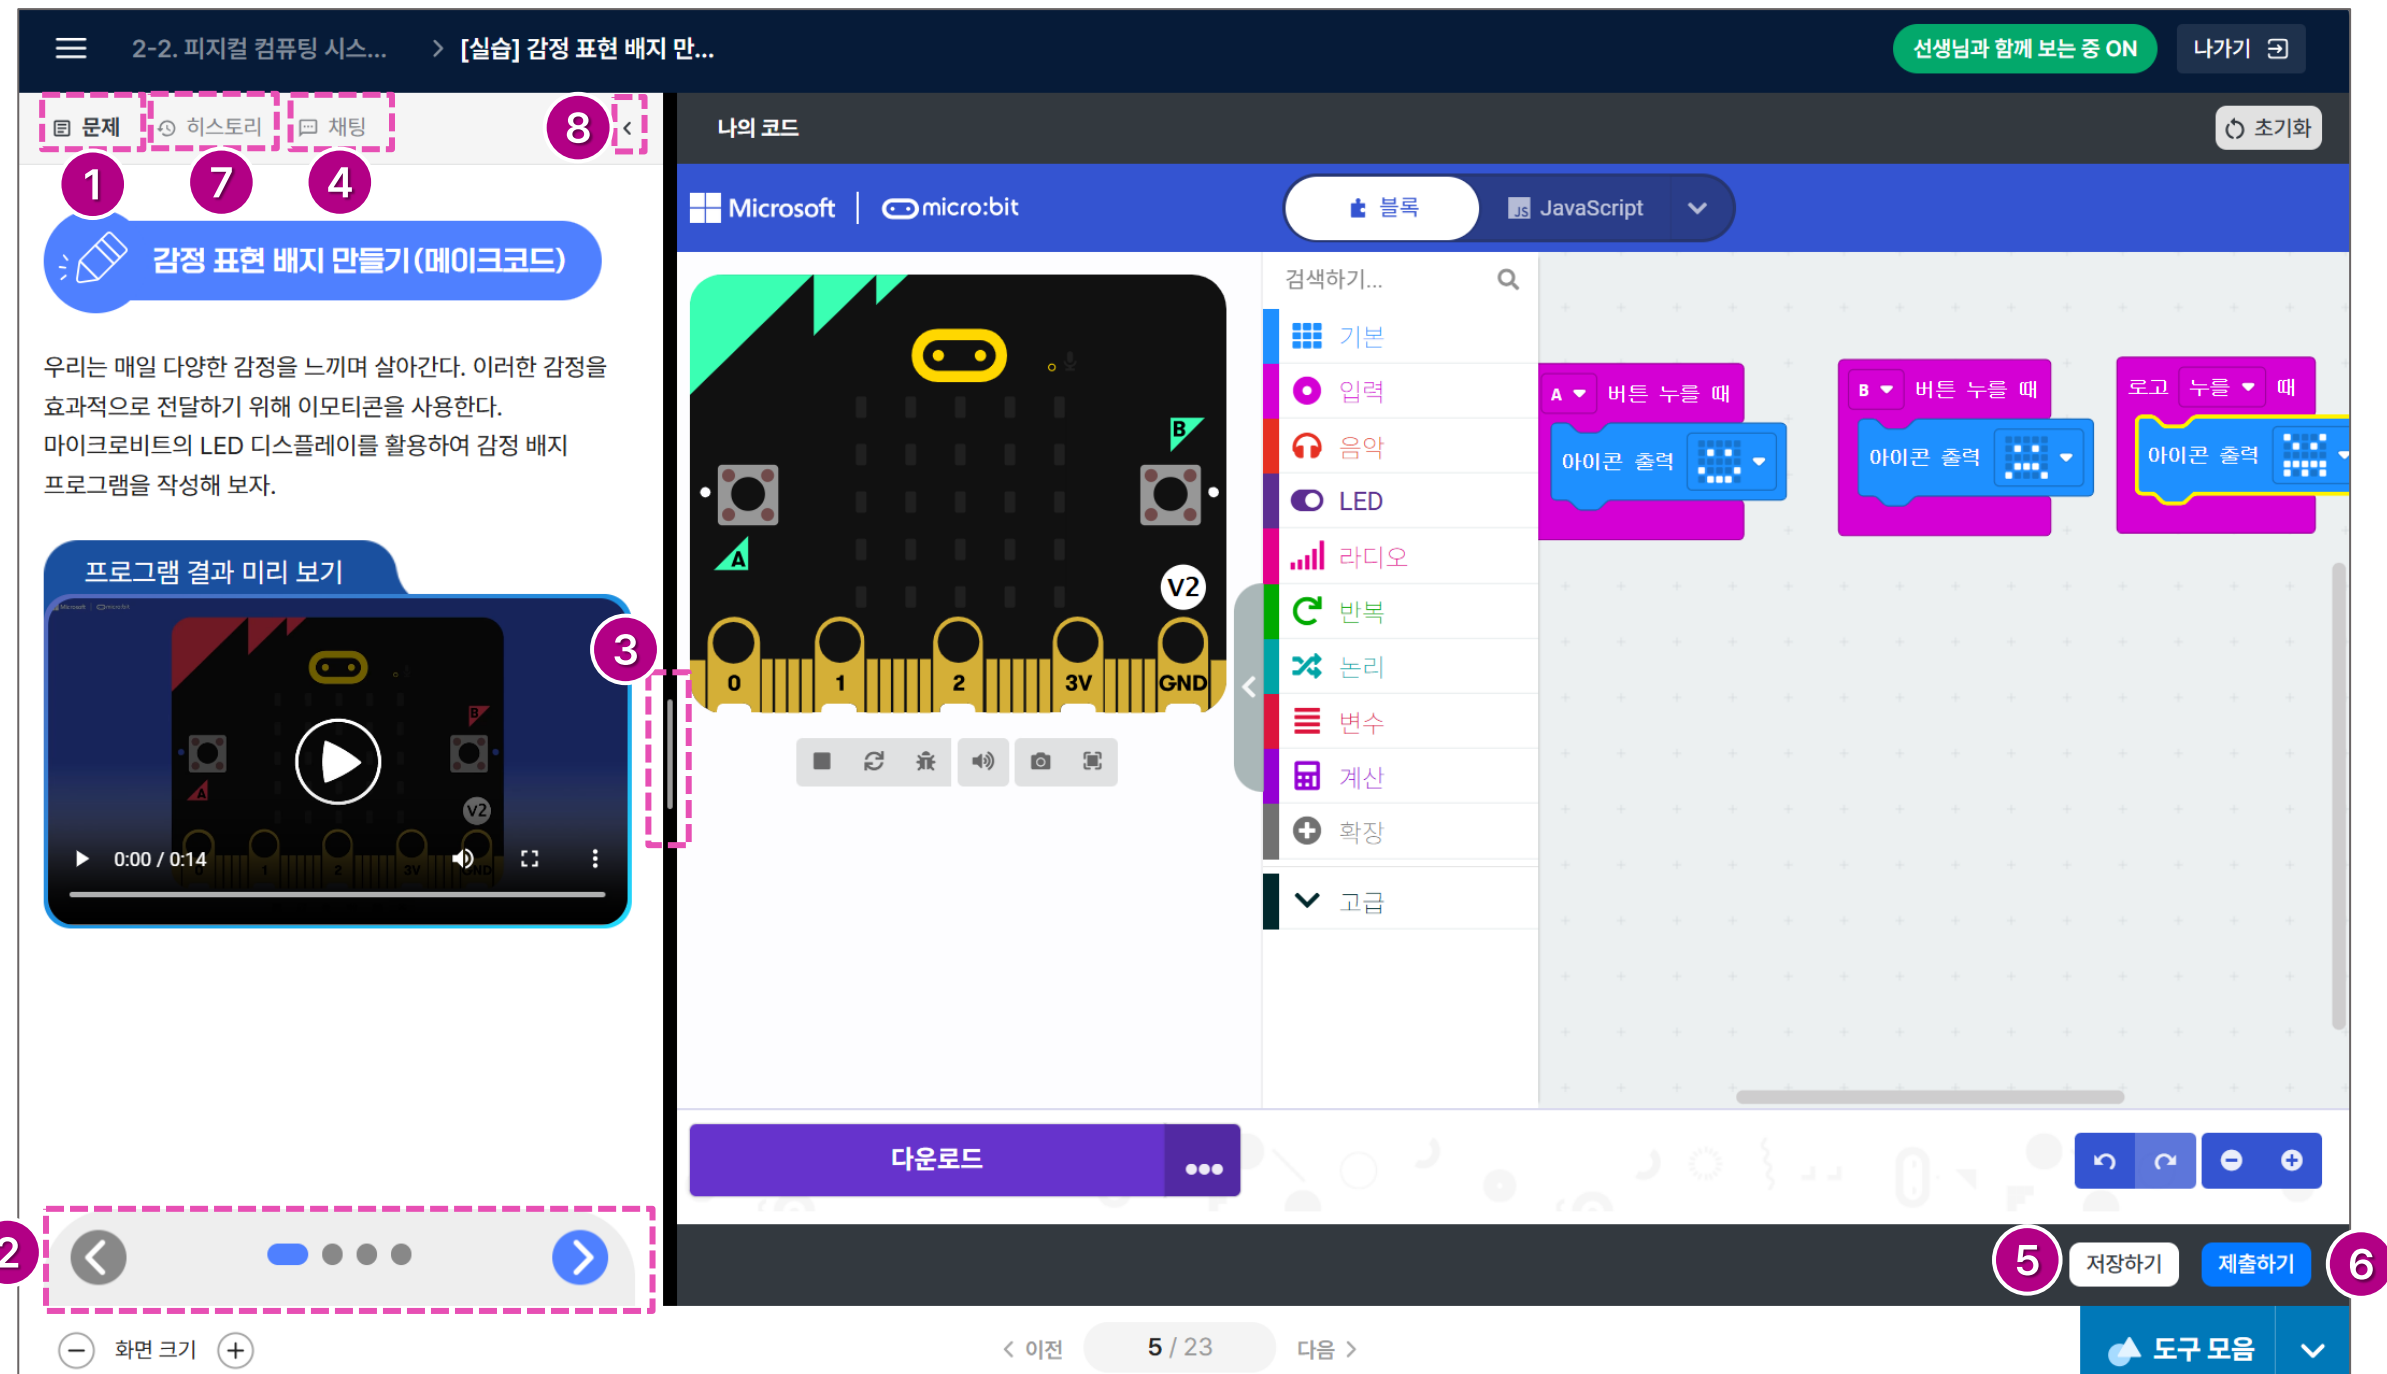 2-2. 피지컬 컴퓨팅 시스... > [실습] 감정 표현 배지 만...
선생님과 함께 보는 중 ON
나가기
문제
히스토리
채팅
8
1
7
4
감정 표현 배지 만들기(메이크코드)
우리는 매일 다양한 감정을 느끼며 살아간다. 이러한 감정을
효과적으로 전달하기 위해 이모티콘을 사용한다.
마이크로비트의 LED 디스플레이를 활용하여 감정 배지
프로그램을 작성해 보자.
프로그램 결과 미리 보기
Microsoft | micro:bit
B
A
V2
0 1 2 3V GND
0:00 / 0:14
3
2
나의 코드
초기화
Microsoft | micro:bit
블록
JS JavaScript
B
A
V2
0 1 2 3V GND
검색하기...
기본
입력
음악
LED
라디오
반복
논리
변수
계산
확장
고급
A 버튼 누를 때
아이콘 출력
B 버튼 누를 때
아이콘 출력
로고 누를 때
아이콘 출력
다운로드
5
저장하기
제출하기
6
화면 크기
< 이전
5 / 23
다음 >
도구 모음